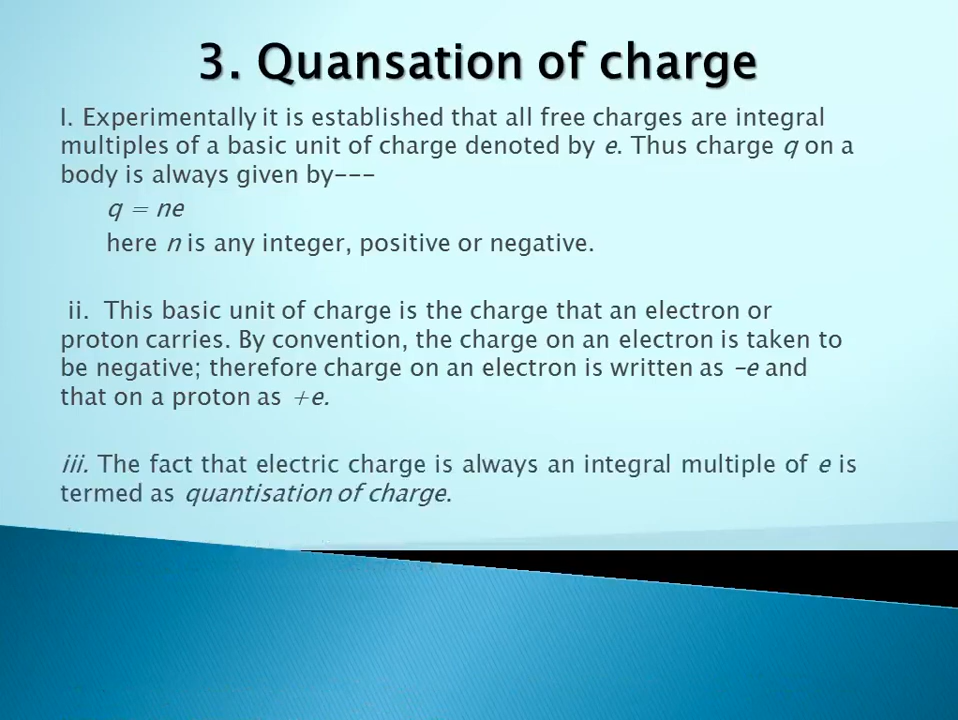 3. Quansation of charge
I. Experimentally it is established that all free charges are integral
multiples of a basic unit of charge denoted by e. Thus charge q on a
body is always given by---
q = ne
here n is any integer, positive or negative.
ii. This basic unit of charge is the charge that an electron or
proton carries. By convention, the charge on an electron is taken to
be negative; therefore charge on an electron is written as –e and
that on a proton as +e.
iii. The fact that electric charge is always an integral multiple of e is
termed as quantisation of charge.